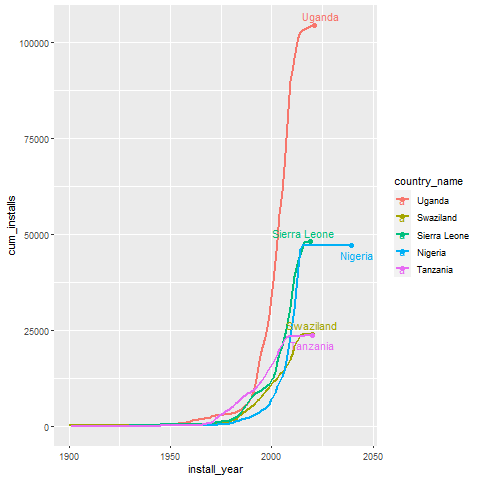 Uganda
100000
75000
50000
25000
0
cum_installs
Sierra Leone
Nigeria
Swaziland
Tanzania
1900 1950 2000 2050
install_year
country_name
a Uganda
a Swaziland
a Sierra Leone
a Nigeria
a Tanzania